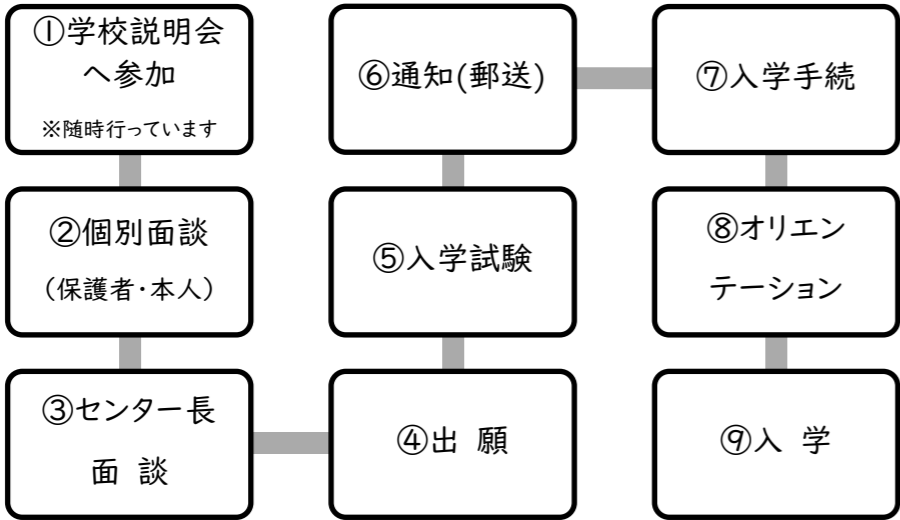 ①学校説明会
へ参加
※随時行っています
②個別面談
(保護者・本人)
③センター長
面 談
④出 願
⑤入学試験
⑥通知(郵送)
⑦入学手続
⑧オリエン
テーション
⑨入 学